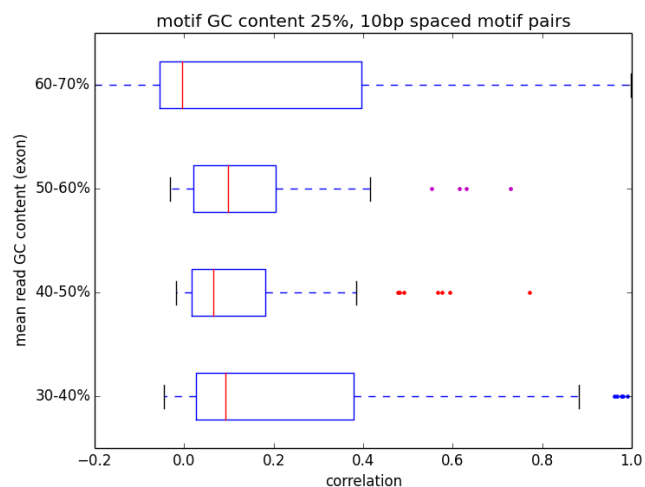 motif GC content 25%, 10bp spaced motif pairs
mean read GC content (exon)
60-70%
50-60%
40-50%
30-40%
−0.2 0.0 0.2 0.4 0.6 0.8 1.0
correlation